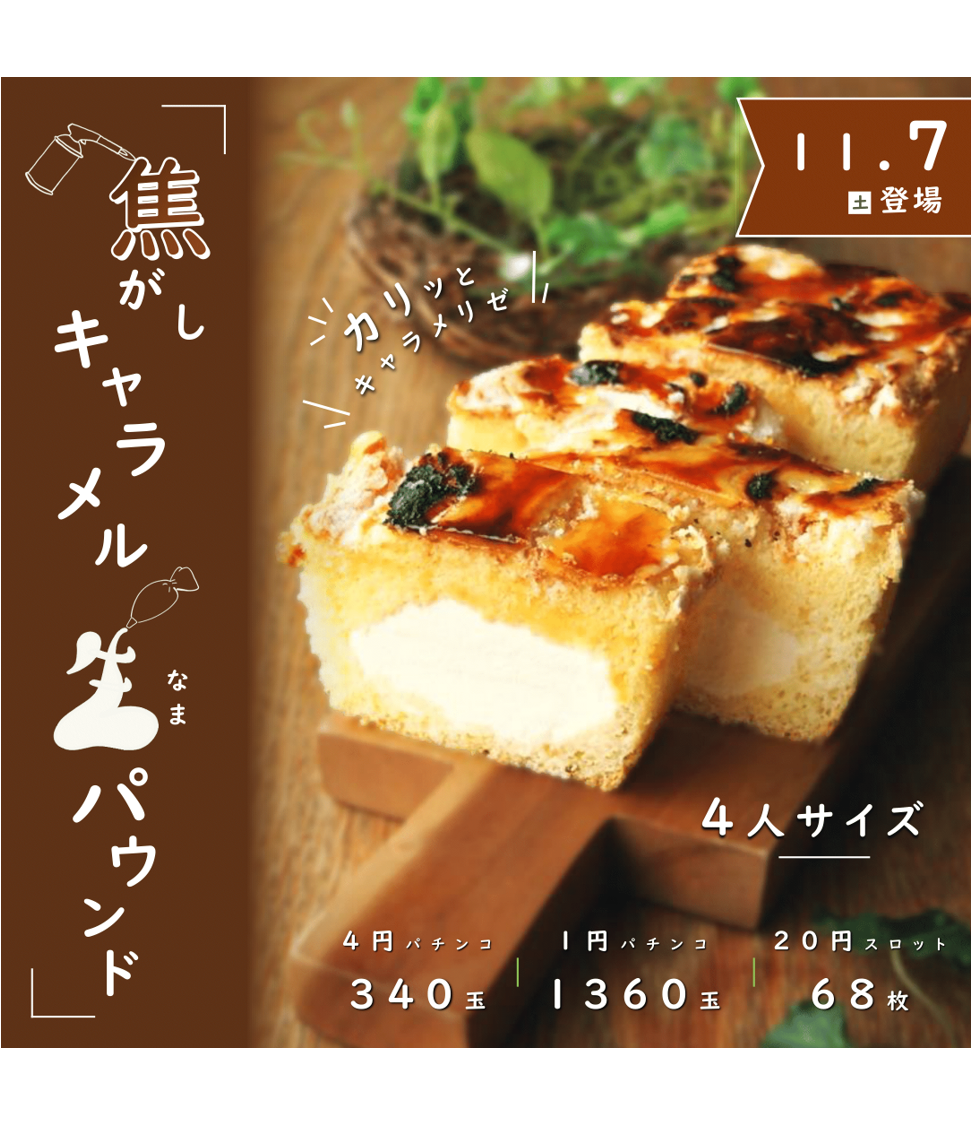 焦がしキャラメル生パウンド
なま
11.7
土登場
カリッと
キャラメリゼ
4人サイズ
4円パチンコ
340玉
1円パチンコ
1360玉
20円スロット
68枚